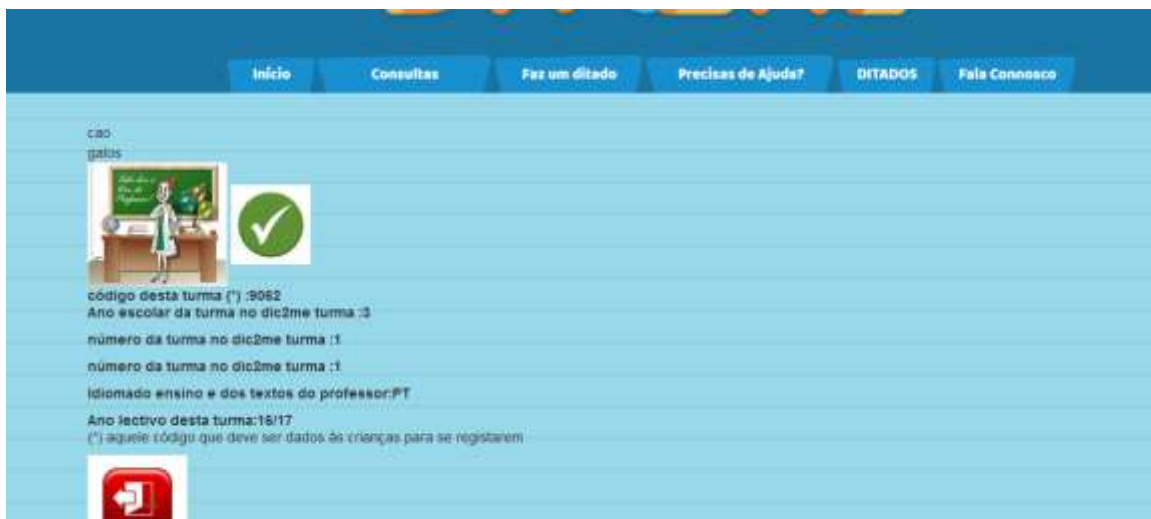 Início Consultas Faz um ditado Precisas de Ajuda? DITADOS Fala Connosco
cao
gatos
código desta turma (*) :9062
Ano escolar da turma no dic2me turma :3
número da turma no dic2me turma :1
número da turma no dic2me turma :1
Idiomado ensino e dos textos do professor:PT
Ano lectivo desta turma:16/17
(*) aquele código que deve ser dados ás crianças para se registarem